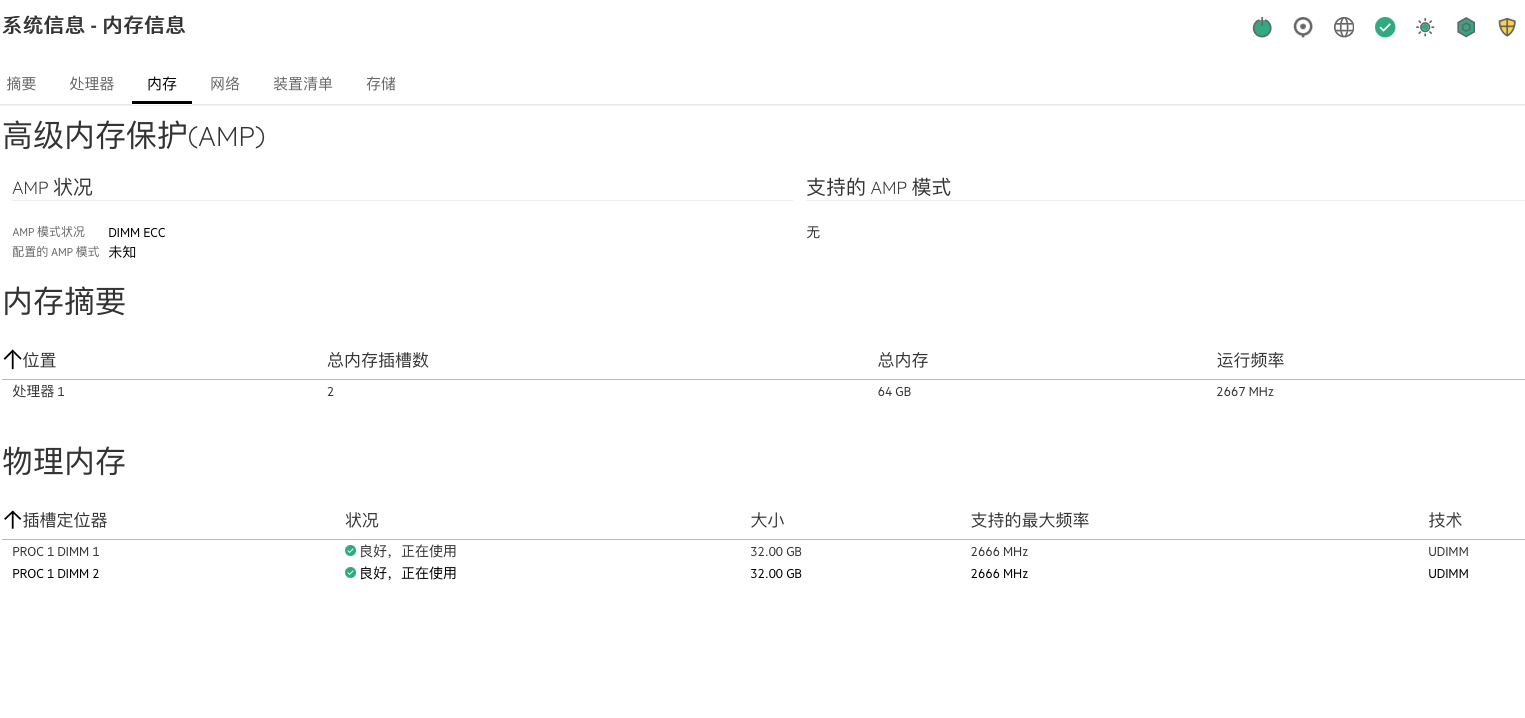 系统信息 - 内存信息
摘要 处理器 内存 网络 装置清单 存储
高级内存保护(AMP)
AMP 状况 支持的 AMP 模式
AMP 模式状况 DIMM ECC 无
配置的 AMP 模式 未知
内存摘要
位置 总内存插槽数 总内存 运行频率
处理器 1 2 64 GB 2667 MHz
物理内存
插槽定位器 状况 大小 支持的最大频率 技术
PROC 1 DIMM 1 良好，正在使用 32.00 GB 2666 MHz UDIMM
PROC 1 DIMM 2 良好，正在使用 32.00 GB 2666 MHz UDIMM